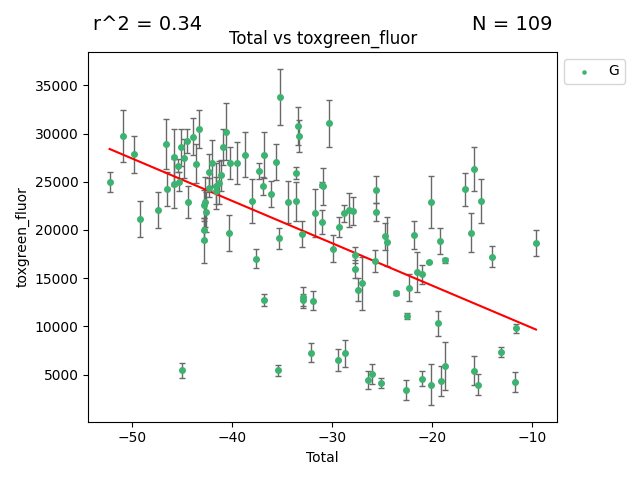 r^2 = 0.34
N = 109
Total vs toxgreen_fluor
G
35000
30000
25000
20000
15000
10000
5000
toxgreen_fluor
−50
−40
−30
−20
−10
Total